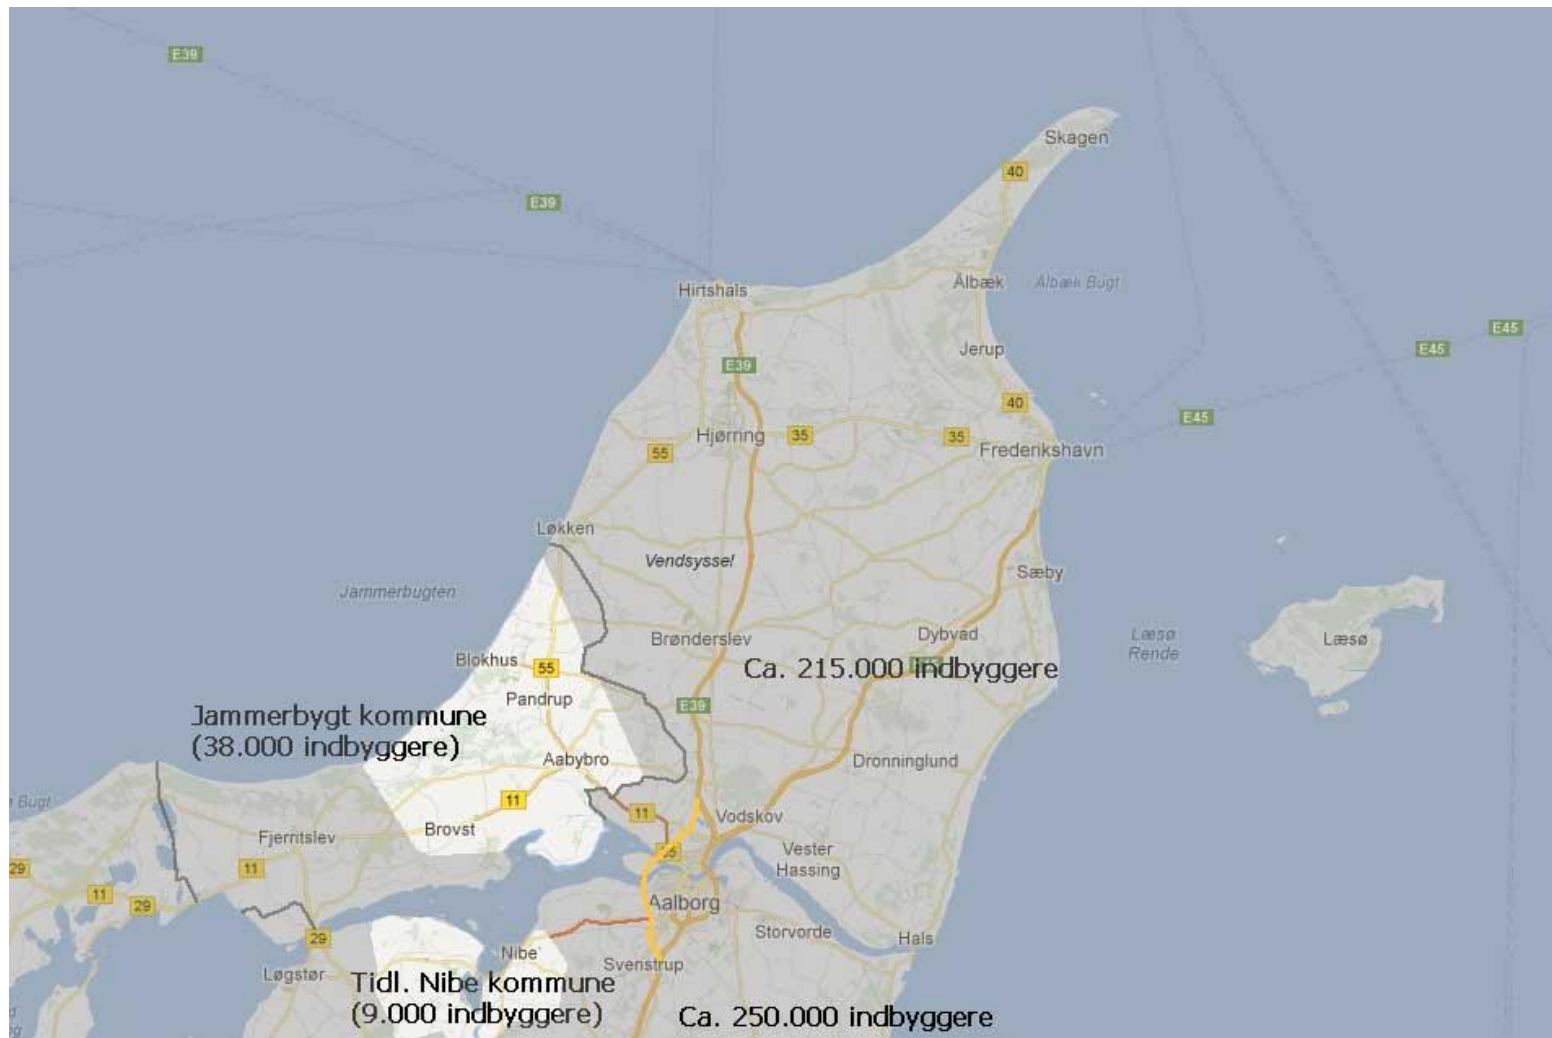 E39
Skagen
40
E39
Hirtshals
Ålbæk
Ålbæk Bugt
E45
E45
Jerup
E39
40
E45
Hjørring
35
35
55
Frederikshavn
Løkken
Vendsyssel
Sæby
Jammerbugten
Brønderslev
Dybvad
Læsø
Rende
Læsø
Blokhus
55
Ca. 215.000 indbyggere
Pandrup
E39
Jammerbygt kommune
(38.000 indbyggere)
Aabybro
Dronninglund
Bugt
11
11
Vodskov
Brovst
Fjerritslev
Vester
Hassing
29
11
11
29
Aalborg
Storvorde
Hals
29
Nibe
Svenstrup
Løgstør
Tidl. Nibe kommune
(9.000 indbyggere)
Ca. 250.000 indbyggere